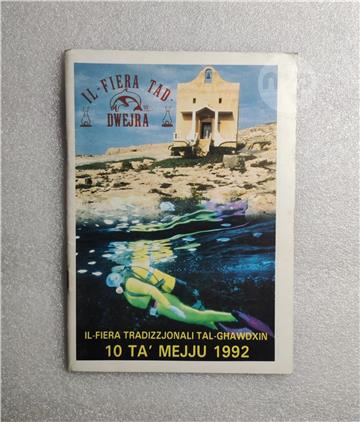 IL-FIERA TAD-
DWEJRA
IL-FIERA TRADIZZJONALI TAL-GHAWDXIN
10 TA' MEJJU 1992